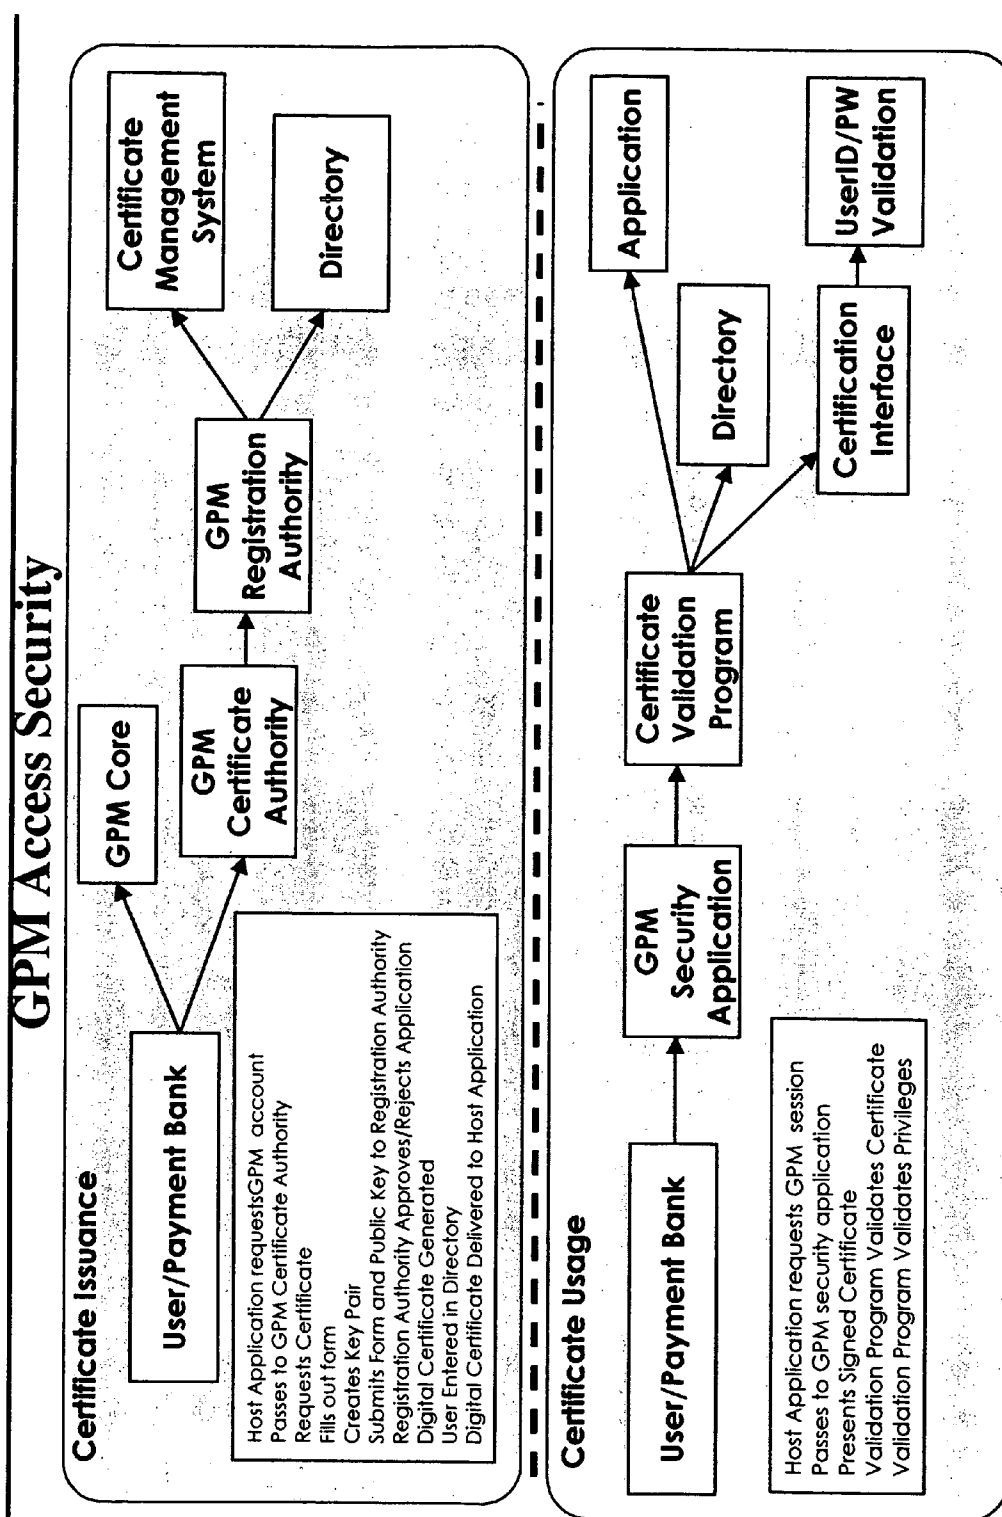 GPM Access Security
Certificate Issuance
User/Payment Bank
GPM Core
GPM
Certificate
Authority
GPM
Registration
Authority
Certificate
Management
System
Directory
Host Application requestsGPM account
Passes to GPM Certificate Authority
Requests Certificate
Fills out form
Creates Key Pair
Submits Form and Public Key to Registration Authority
Registration Authority Approves/Rejects Application
Digital Certificate Generated
User Entered in Directory
Digital Certificate Delivered to Host Application
Certificate Usage
User/Payment Bank
GPM
Security
Application
Certificate
Validation
Program
Application
Directory
Certification
Interface
UserID/PW
Validation
Host Application requests GPM session
Passes to GPM security application
Presents Signed Certificate
Validation Program Validates Certificate
Validation Program Validates Privileges